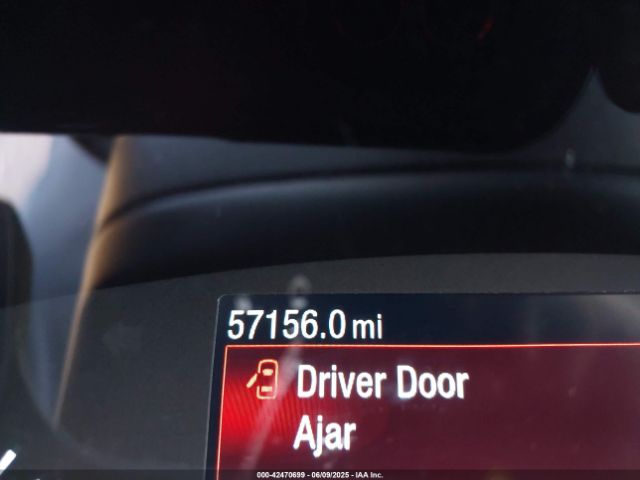 57156.0 mi
Driver Door
Ajar
000-42470699 - 06/09/2025 - IAA Inc.